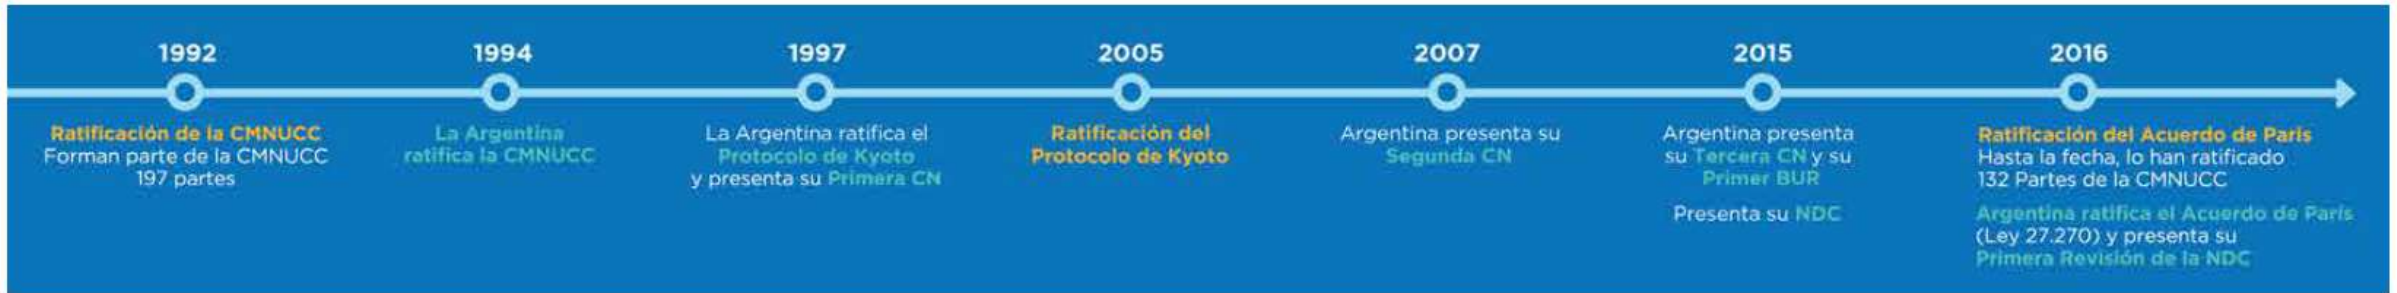 1992
Ratificación de la CMNUCC
Forman parte de la CMNUCC
197 partes
1994
La Argentina
ratifica la CMNUCC
1997
La Argentina ratifica el
Protocolo de Kyoto
y presenta su Primera CN
2005
Ratificación del
Protocolo de Kyoto
2007
Argentina presenta su
Segunda CN
2015
Argentina presenta
su Tercera CN y su
Primer BUR
Presenta su NDC
2016
Ratificación del Acuerdo de París
Hasta la fecha, lo han ratificado
132 Partes de la CMNUCC
Argentina ratifica el Acuerdo de París
(Ley 27.270) y presenta su
Primera Revisión de la NDC